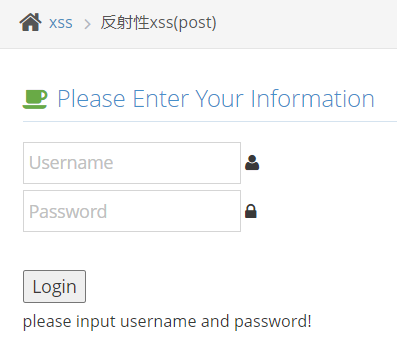 xss > 反射性xss(post)
Please Enter Your Information
Username
Password
Login
please input username and password!